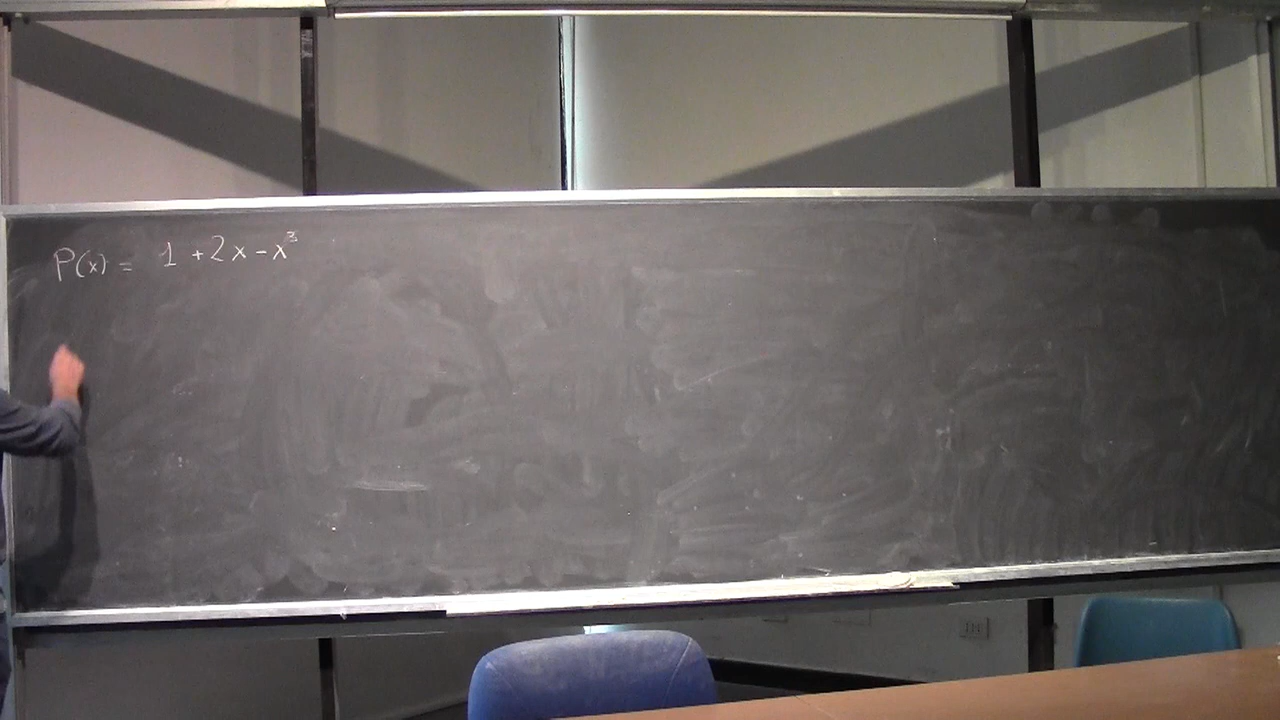 P(x) = 1 + 2x - x³